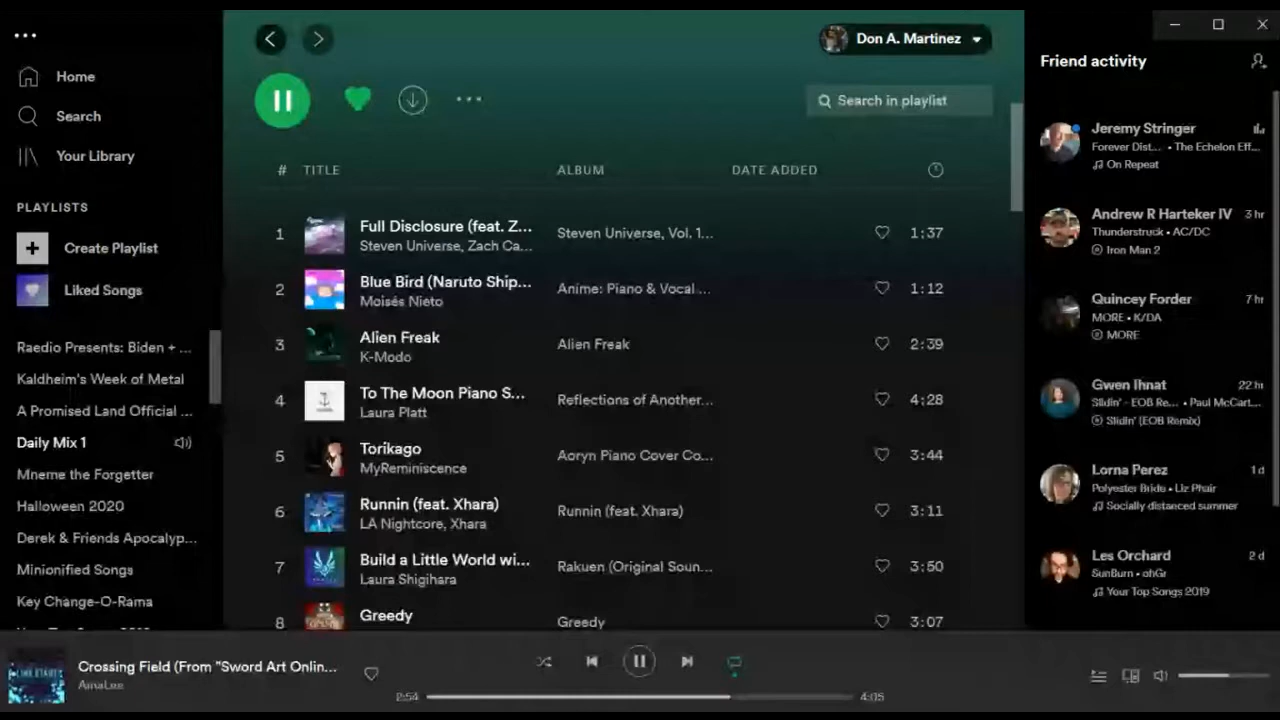 Home
Search
Your Library
PLAYLISTS
Create Playlist
Liked Songs
Raedio Presents: Biden + ...
Kaldheim's Week of Metal
A Promised Land Official ...
Daily Mix 1
Mneme the Forgetter
Halloween 2020
Derek & Friends Apocalyp...
Minionified Songs
Key Change-O-Rama
Don A. Martinez
Search in playlist
# TITLE ALBUM DATE ADDED
1 Full Disclosure (feat. Z... Steven Universe, Vol. 1... 1:37
Steven Universe, Zach Ca...
2 Blue Bird (Naruto Ship... Anime: Piano & Vocal ... 1:12
Moisés Nieto
3 Alien Freak Alien Freak 2:39
K-Modo
4 To The Moon Piano S... Reflections of Another... 4:28
Laura Platt
5 Torikago Aoryn Piano Cover Co... 3:44
MyReminiscence
6 Runnin (feat. Xhara) Runnin (feat. Xhara) 3:11
LA Nightcore, Xhara
7 Build a Little World wi... Rakuen (Original Soun... 3:50
Laura Shigihara
8 Greedy Greedy 3:07
Friend activity
Jeremy Stringer
Forever Dist... • The Echelon Eff...
On Repeat
Andrew R Harteker IV 3 hr
Thunderstruck • AC/DC
Iron Man 2
Quincey Forder 7 hr
MORE • K/DA
MORE
Gwen Ihnat 22 hr
Slidin' - EOB Re... • Paul McCart...
Slidin' (EOB Remix)
Lorna Perez 1 d
Polyester Bride • Liz Phair
Socially distanced summer
Les Orchard 2 d
SunBurn • ohGr
Your Top Songs 2019
Crossing Field (From "Sword Art Onlin...
AmaLee
2:54 4:05